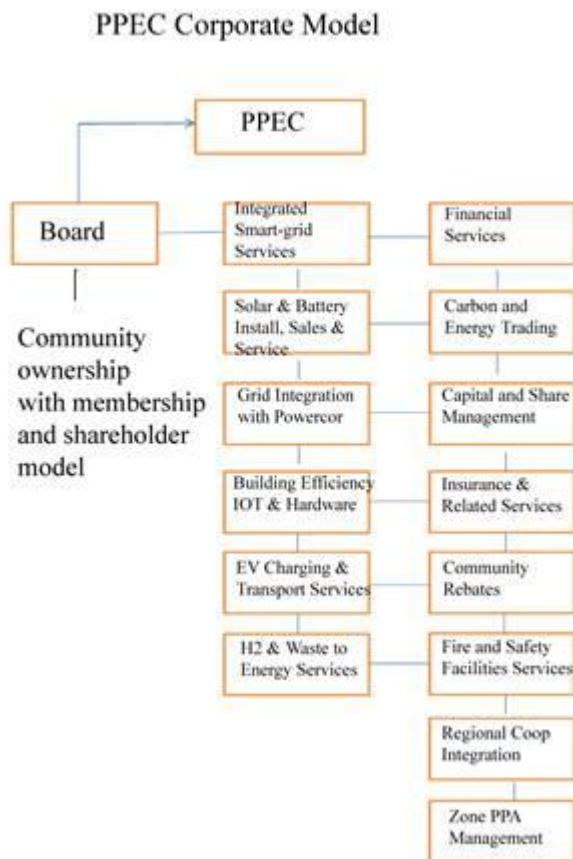 PPEC Corporate Model
PPEC
Board
Community
ownership
with membership
and shareholder
model
Integrated
Smart-grid
Services
Financial
Services
Solar & Battery
Install, Sales &
Service
Carbon and
Energy Trading
Grid Integration
with Powercor
Capital and Share
Management
Building Efficiency
IOT & Hardware
Insurance &
Related Services
EV Charging &
Transport Services
Community
Rebates
H2 & Waste to
Energy Services
Fire and Safety
Facilities Services
Regional Coop
Integration
Zone PPA
Management